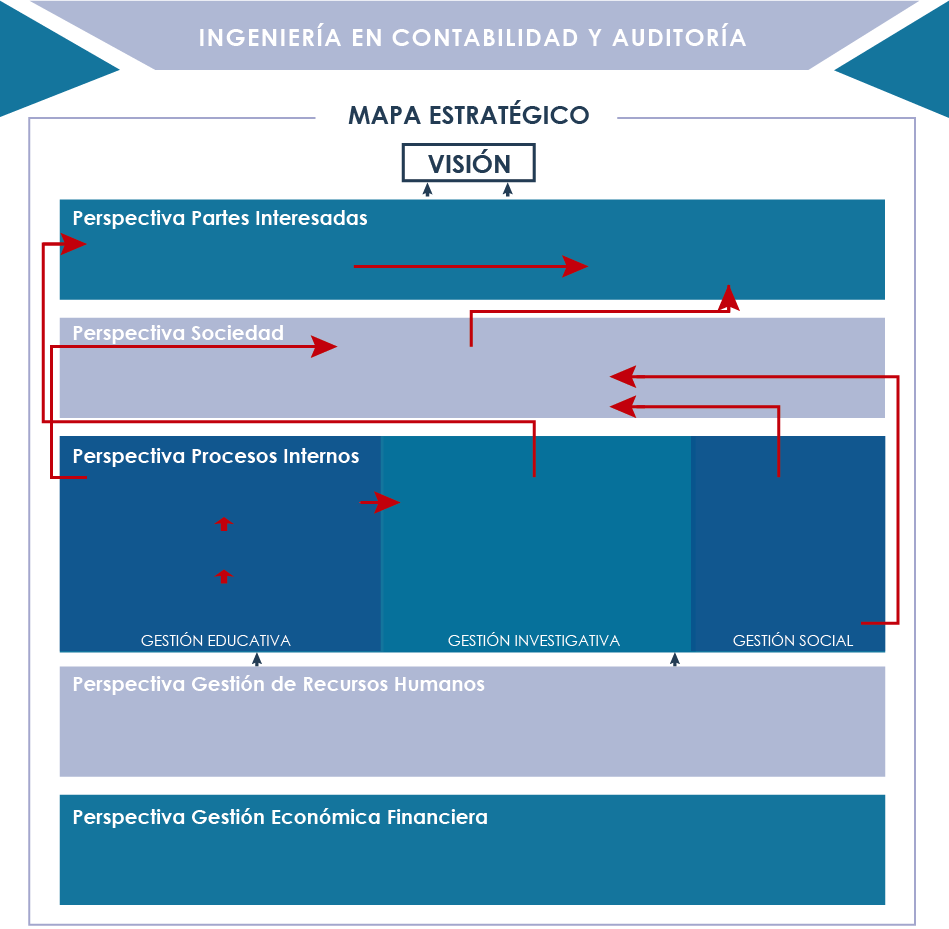 INGENIERÍA EN CONTABILIDAD Y AUDITORÍA
MAPA ESTRATÉGICO
VISIÓN
Perspectiva Partes Interesadas
Perspectiva Sociedad
Perspectiva Procesos Internos
GESTIÓN EDUCATIVA
GESTIÓN INVESTIGATIVA
GESTIÓN SOCIAL
Perspectiva Gestión de Recursos Humanos
Perspectiva Gestión Económica Financiera